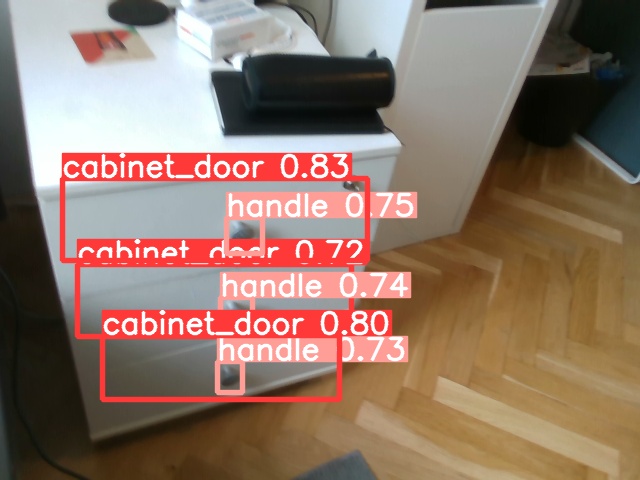 cabinet_door 0.83
handle 0.75
cabinet_door 0.72
handle 0.74
cabinet_door 0.80
handle 0.73